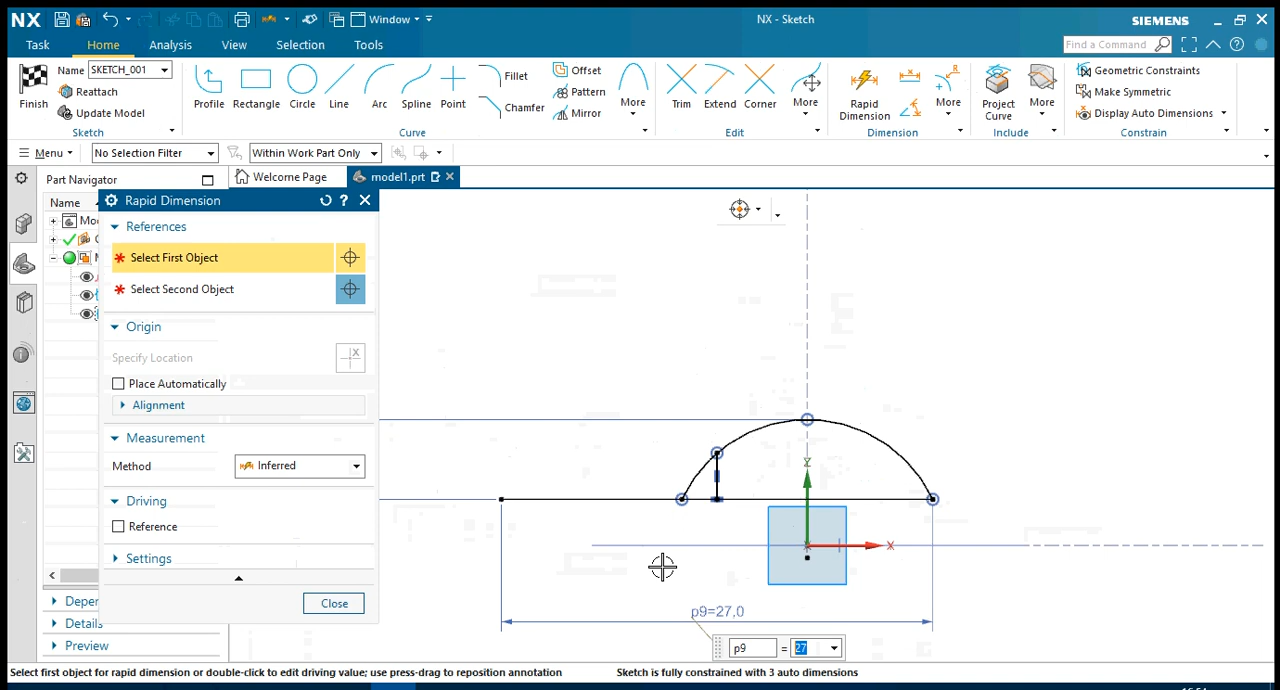 NX
Window
NX - Sketch
SIEMENS
Task Home Analysis View Selection Tools
Find a Command
Finish
Name SKETCH_001
Reattach
Update Model
Sketch
Profile Rectangle Circle Line Arc Spline Point
Fillet
Chamfer
Offset
Pattern
Mirror
More
Curve
Trim Extend Corner More
Edit
Rapid Dimension
More
Dimension
Project Curve
More
Include
Geometric Constraints
Make Symmetric
Display Auto Dimensions
Constrain
Menu
No Selection Filter
Within Work Part Only
Part Navigator
Welcome Page
model1.prt
Name
Rapid Dimension
References
Select First Object
Select Second Object
Origin
Specify Location
Place Automatically
Alignment
Measurement
Method
Inferred
Driving
Reference
Settings
Close
Details
Preview
Y
X
p9=27,0
p9 = 27
Select first object for rapid dimension or double-click to edit driving value; use press-drag to reposition annotation
Sketch is fully constrained with 3 auto dimensions